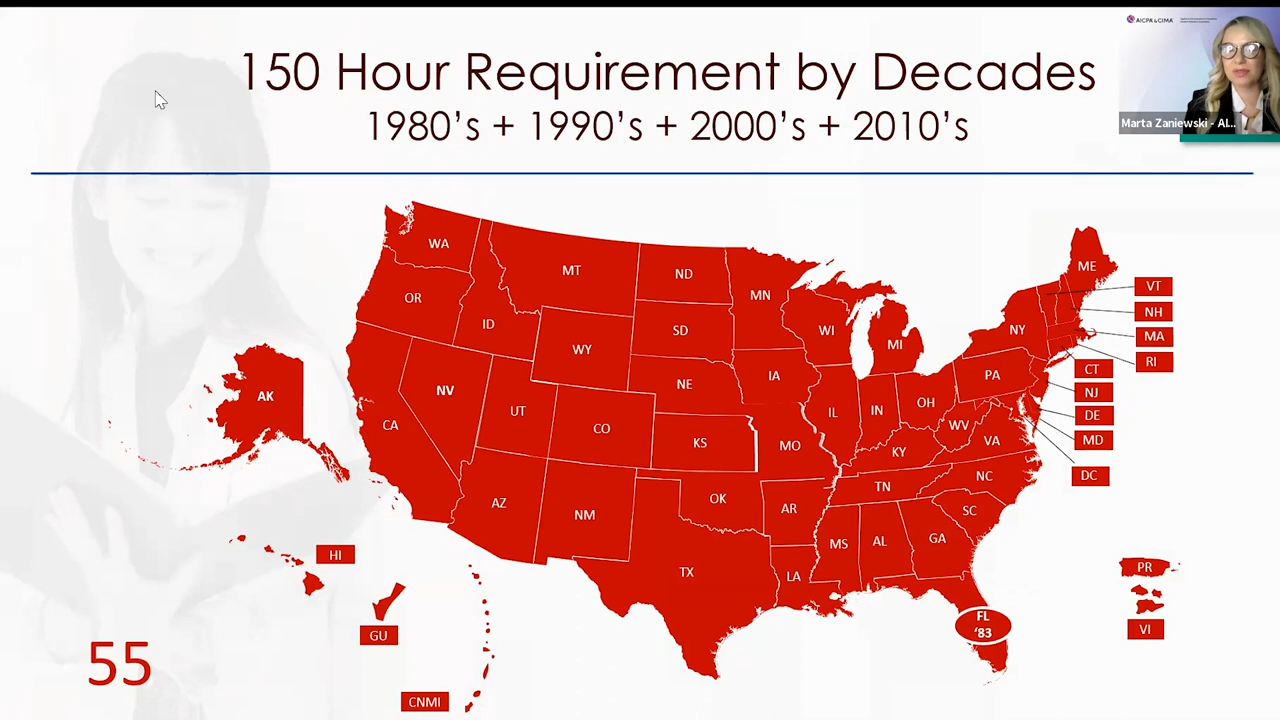 AICPA & CIMA
150 Hour Requirement by Decades
1980's + 1990's + 2000's + 2010's
Marta Zaniewski - AI...
WA
MT
ND
MN
ME
VT
OR
ID
SD
WI
MI
NY
NH
WY
MA
RI
NE
IA
PA
CT
AK
NV
UT
CO
IL
IN
OH
NJ
CA
KS
MO
WV
VA
DE
KY
MD
DC
AZ
NM
OK
AR
TN
NC
SC
HI
TX
LA
MS
AL
GA
PR
GU
FL
'83
VI
55
CNMI